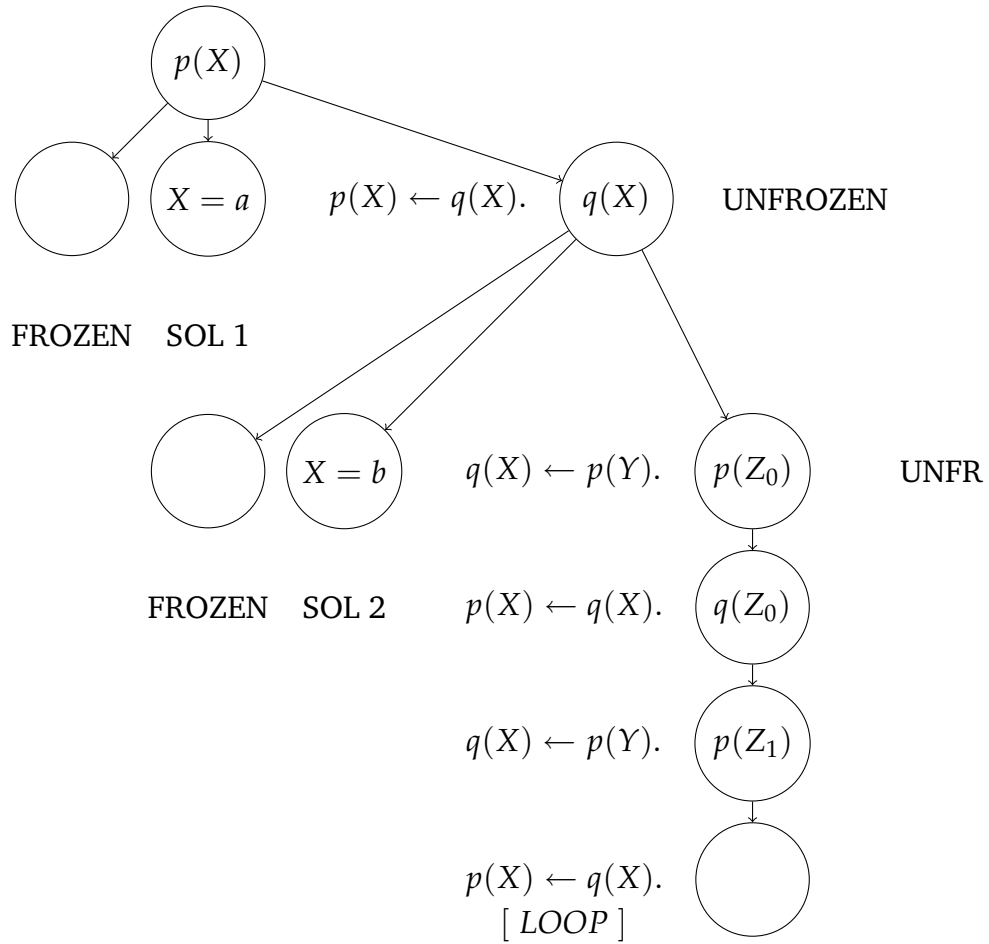 p(X)
X = a
p(X) ← q(X).
q(X)
UNFROZEN
FROZEN
SOL 1
X = b
q(X) ← p(Y).
p(Z₀)
UNFR
FROZEN
SOL 2
p(X) ← q(X).
q(Z₀)
q(X) ← p(Y).
p(Z₁)
p(X) ← q(X).
[ LOOP ]